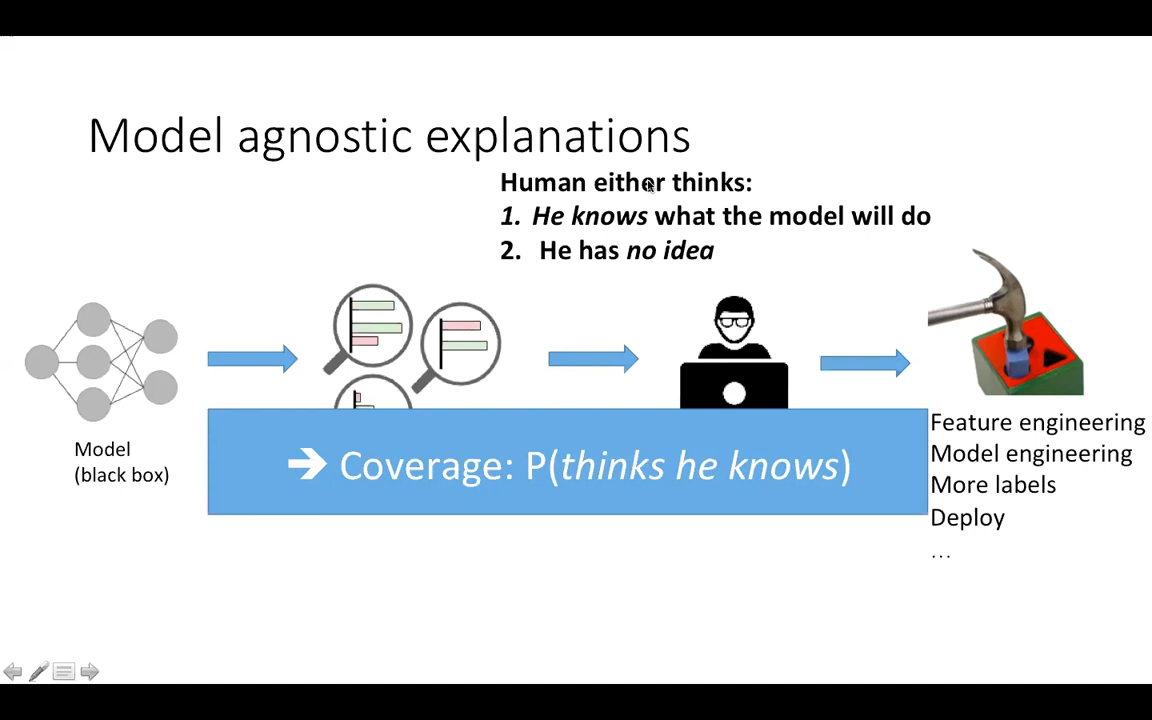 Model agnostic explanations
Human either thinks:
1. He knows what the model will do
2. He has no idea
Model
(black box)
➔ Coverage: P(thinks he knows)
Feature engineering
Model engineering
More labels
Deploy
...